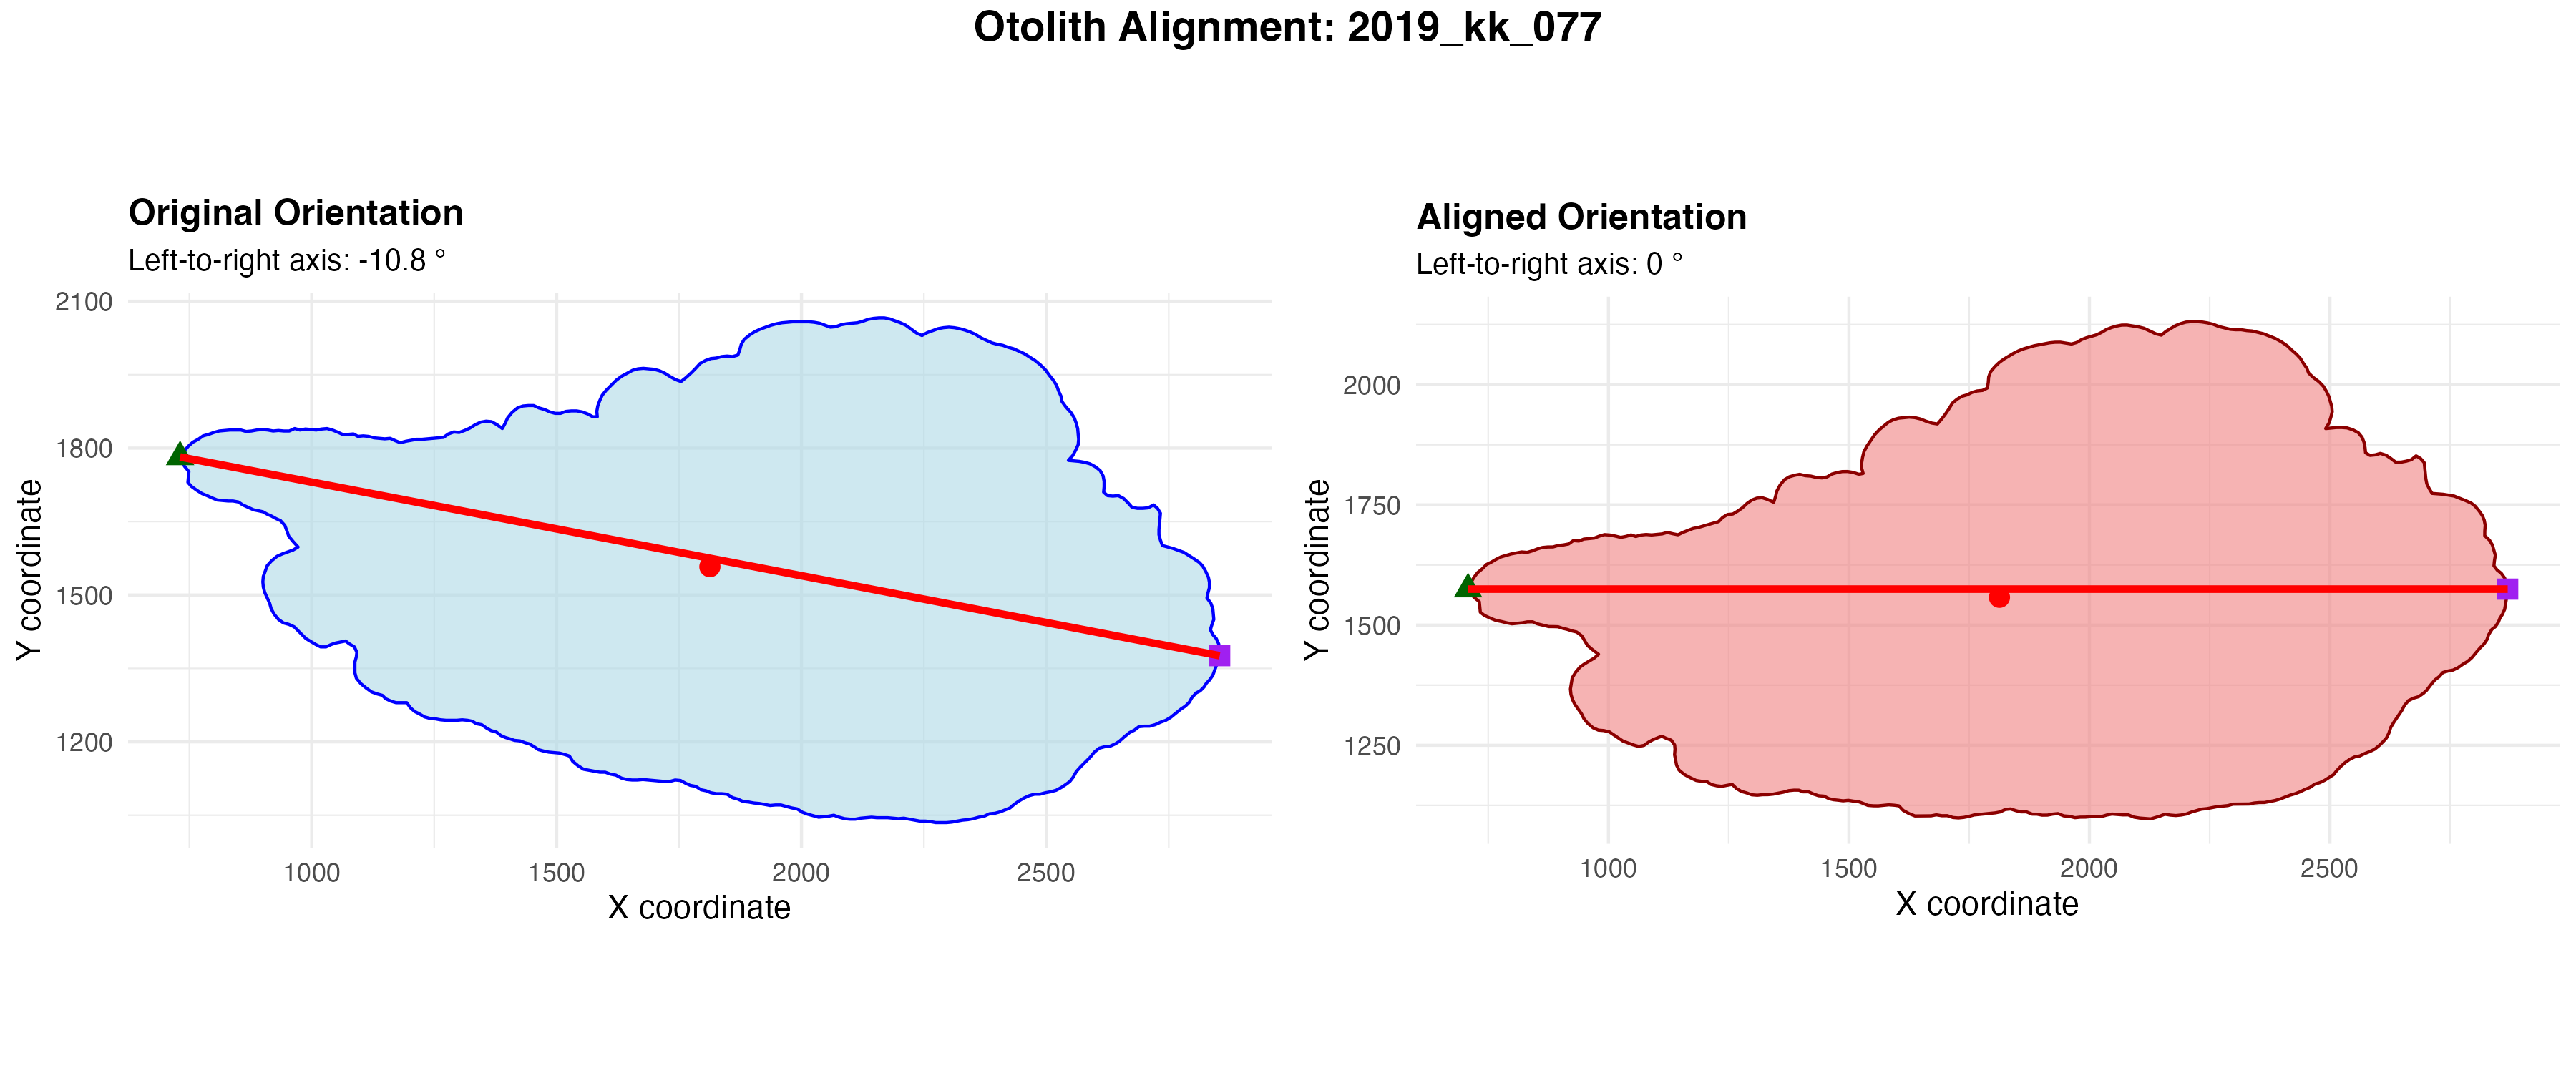 Otolith Alignment: 2019_kk_077
Original Orientation
Left-to-right axis: -10.8 °
2100
1800
1500
1200
Y coordinate
1000 1500 2000 2500
X coordinate
Aligned Orientation
Left-to-right axis: 0 °
2000
1750
1500
1250
Y coordinate
1000 1500 2000 2500
X coordinate